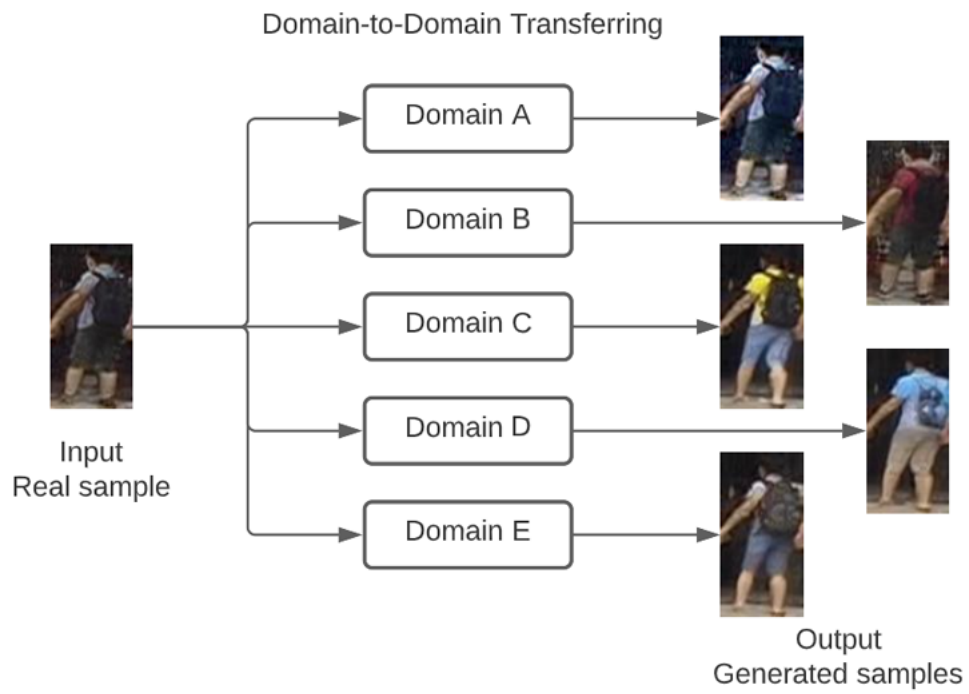 Domain-to-Domain Transferring
Domain A
Domain B
Domain C
Domain D
Domain E
Input
Real sample
Output
Generated samples